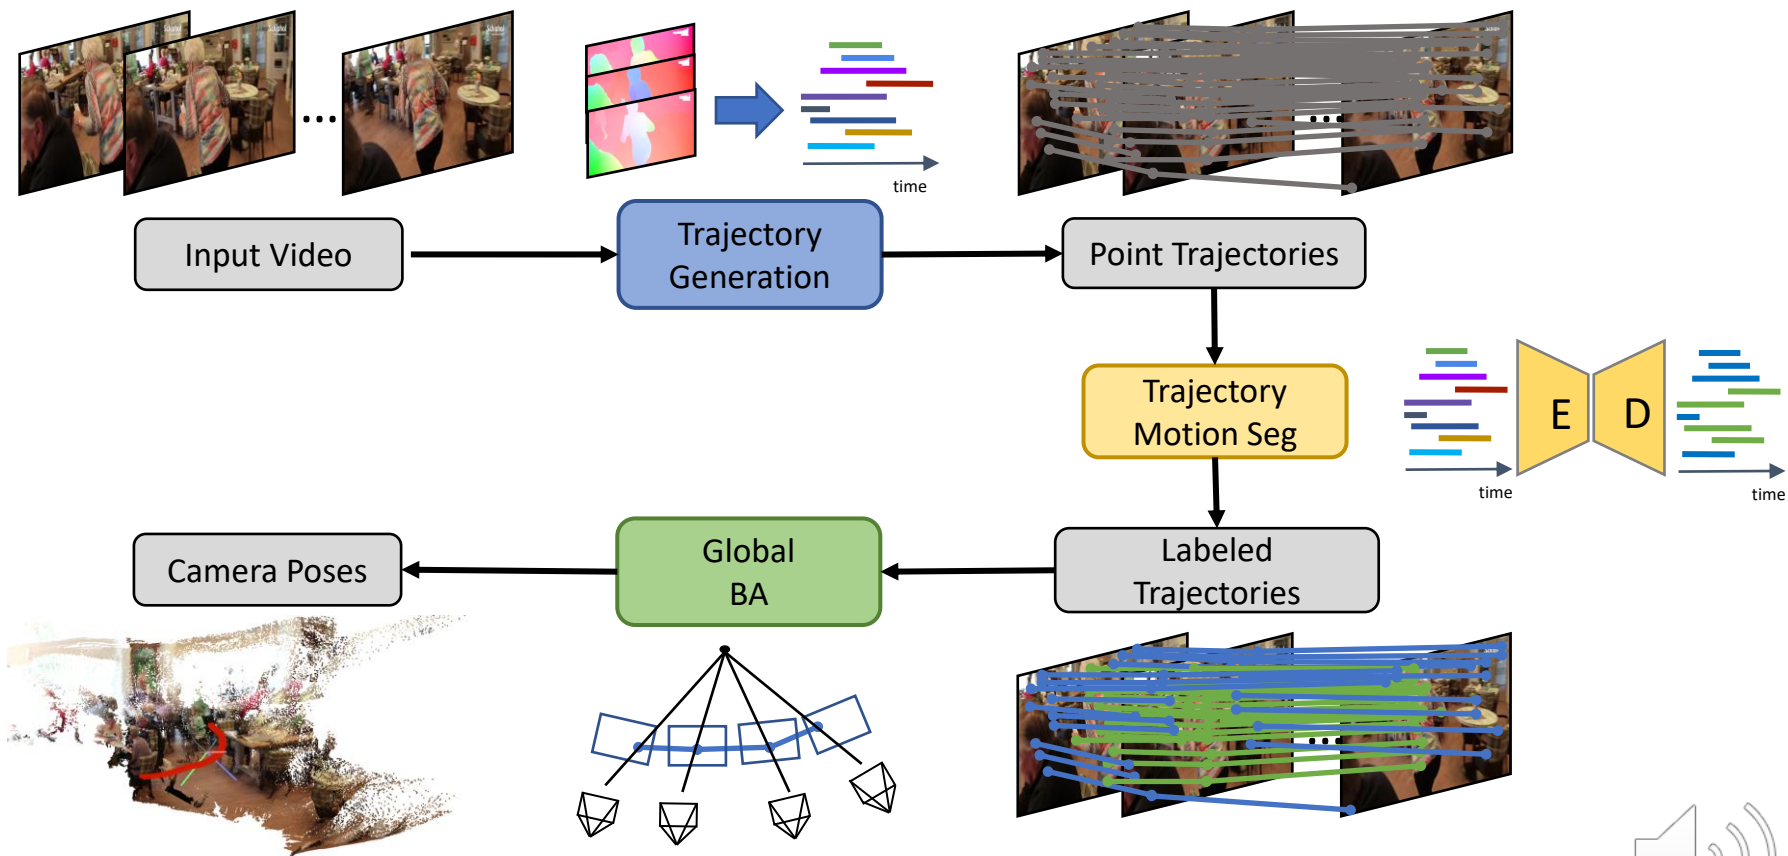 time
Input Video
Trajectory
Generation
Point Trajectories
Trajectory
Motion Seg
E
D
time
time
Labeled
Trajectories
Global
BA
Camera Poses